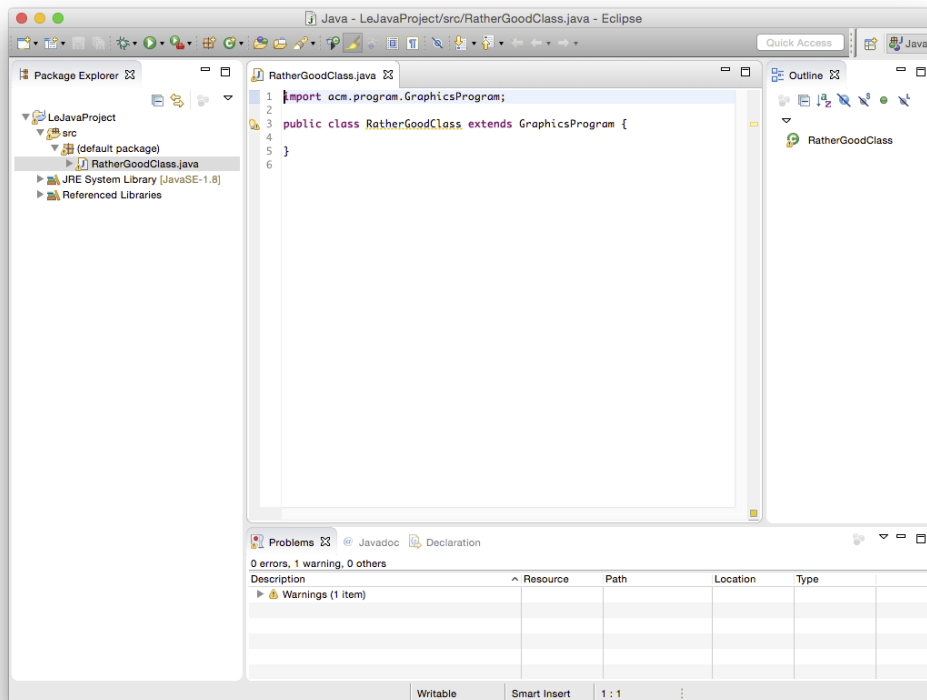 Java - LeJavaProject/src/RatherGoodClass.java - Eclipse
Quick Access
Java
Package Explorer
LeJavaProject
src
(default package)
RatherGoodClass.java
JRE System Library [JavaSE-1.8]
Referenced Libraries
RatherGoodClass.java
1 import acm.program.GraphicsProgram;
2
3 public class RatherGoodClass extends GraphicsProgram {
4
5 }
6
Outline
RatherGoodClass
Problems Javadoc Declaration
0 errors, 1 warning, 0 others
Description Resource Path Location Type
Warnings (1 item)
Writable Smart Insert 1 : 1